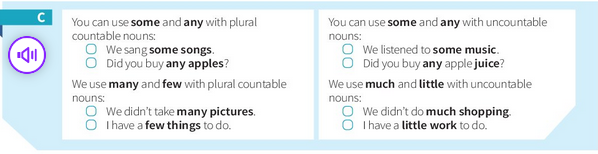 C
You can use some and any with plural
countable nouns:
We sang some songs.
Did you buy any apples?
We use many and few with plural countable
nouns:
We didn't take many pictures.
I have a few things to do.
You can use some and any with uncountable
nouns:
We listened to some music.
Did you buy any apple juice?
We use much and little with uncountable
nouns:
We didn't do much shopping.
I have a little work to do.